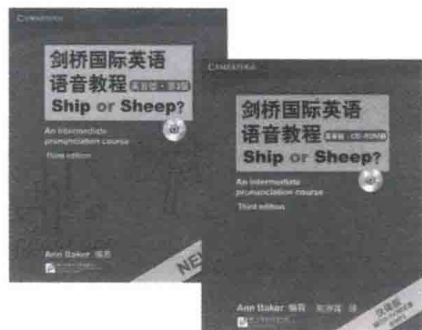 CAMBRIDGE
剑桥国际英语
语音教程
Ship or Sheep?
An intermediate
pronunciation course
Third edition
Ann Baker 编著
NEW
CAMBRIDGE
剑桥国际英语
语音教程
Ship or Sheep?
An intermediate
pronunciation course
Third edition
Ann Baker 编著